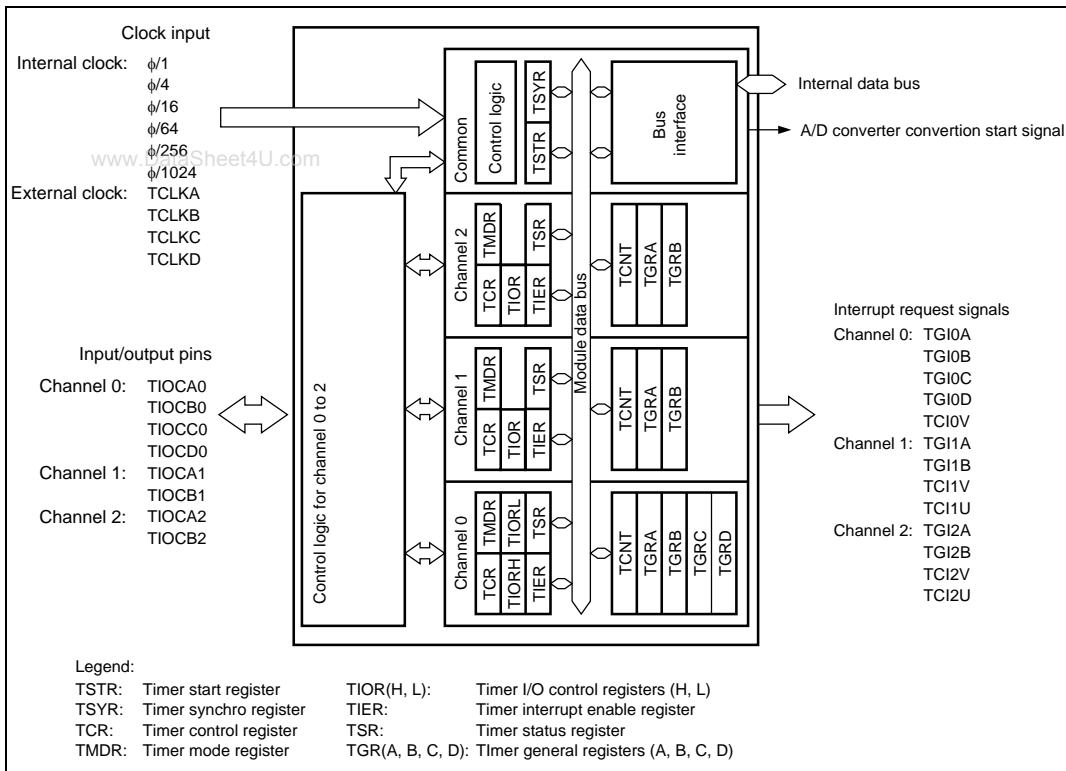 Clock input
Internal clock: ϕ/1
ϕ/4
ϕ/16
ϕ/64
ϕ/256
ϕ/1024
www.DataSheet4U.com
External clock: TCLKA
TCLKB
TCLKC
TCLKD
Input/output pins
Channel 0: TIOCA0
TIOCB0
TIOCC0
TIOCD0
Channel 1: TIOCA1
TIOCB1
Channel 2: TIOCA2
TIOCB2
Control logic for channel 0 to 2
Common
Control logic
TSTR TSYR
Bus
interface
Module data bus
Channel 2
TCR TMDR
TIOR
TIER TSR
TCNT
TGRA
TGRB
Channel 1
TCR TMDR
TIOR
TIER TSR
TCNT
TGRA
TGRB
Channel 0
TCR TMDR
TIORH TIORL
TIER TSR
TCNT
TGRA
TGRB
TGRC
TGRD
Internal data bus
A/D converter convertion start signal
Interrupt request signals
Channel 0: TGI0A
TGI0B
TGI0C
TGI0D
TCI0V
Channel 1: TGI1A
TGI1B
TCI1V
TCI1U
Channel 2: TGI2A
TGI2B
TCI2V
TCI2U
Legend:
TSTR: Timer start register
TSYR: Timer synchro register
TCR: Timer control register
TMDR: Timer mode register
TIOR(H, L): Timer I/O control registers (H, L)
TIER: Timer interrupt enable register
TSR: Timer status register
TGR(A, B, C, D): TImer general registers (A, B, C, D)